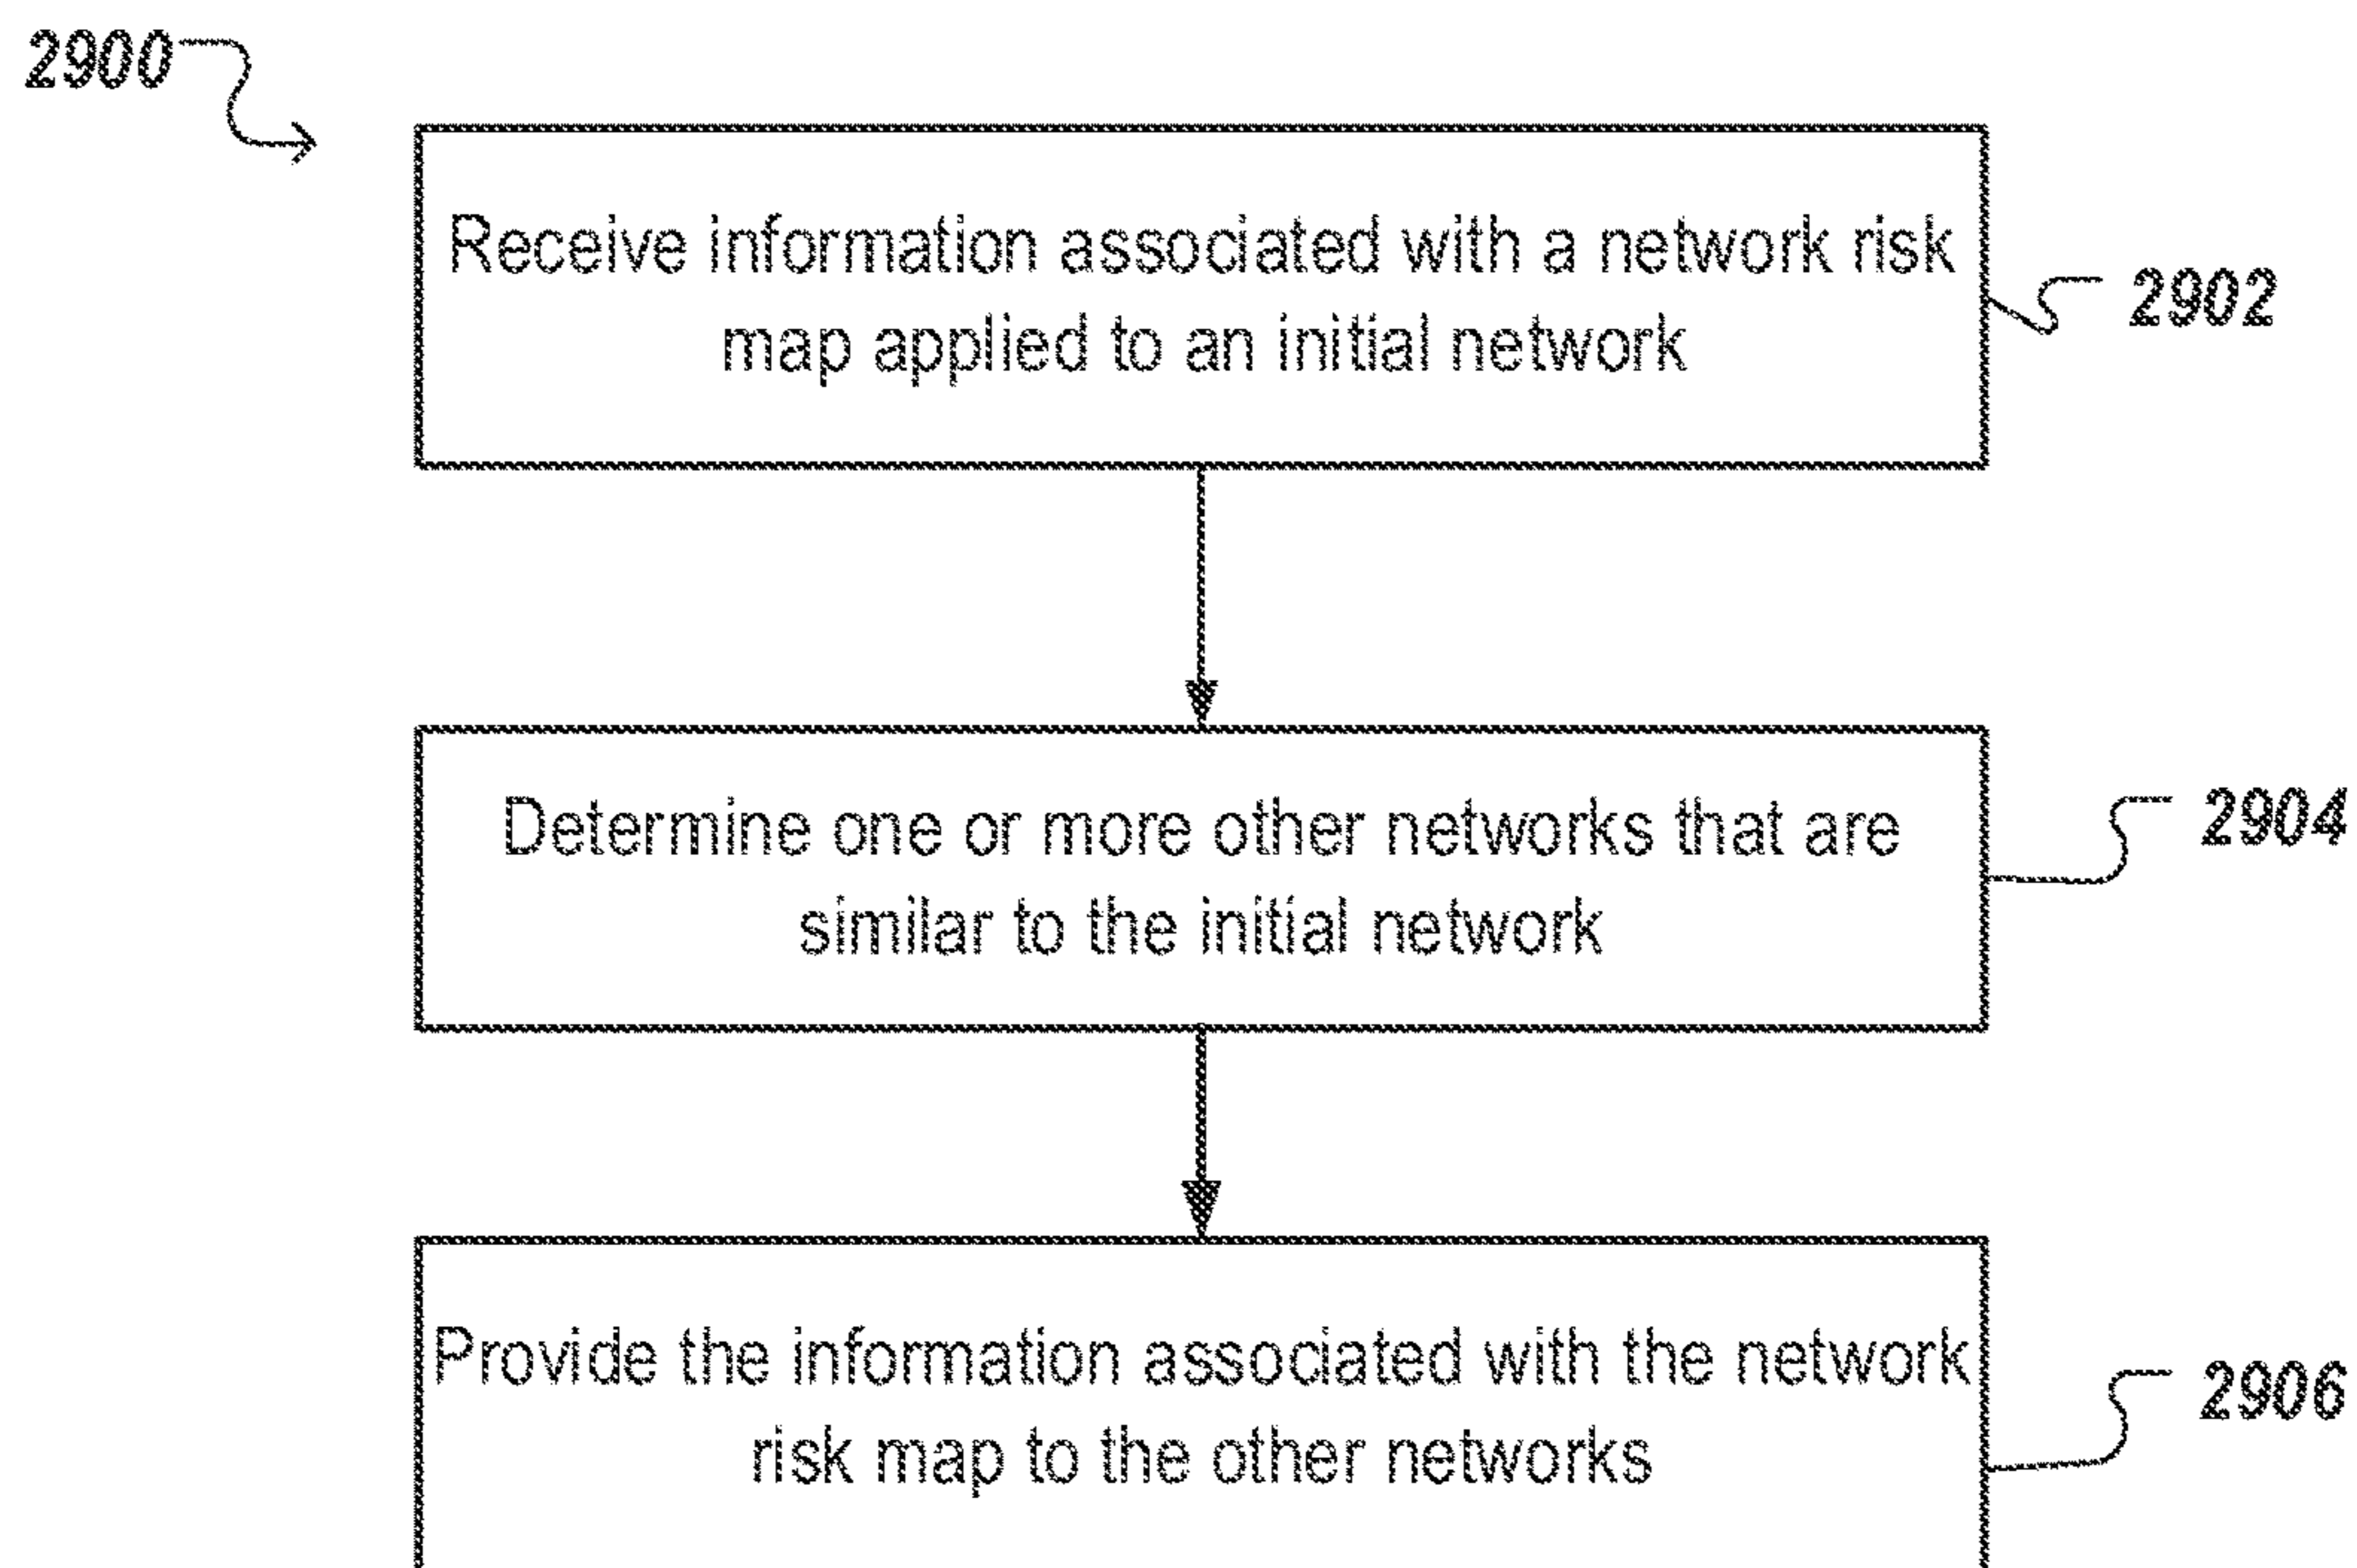 2900
Receive information associated with a network risk
map applied to an initial network
2902
Determine one or more other networks that are
similar to the initial network
2904
Provide the information associated with the network
risk map to the other networks
2906